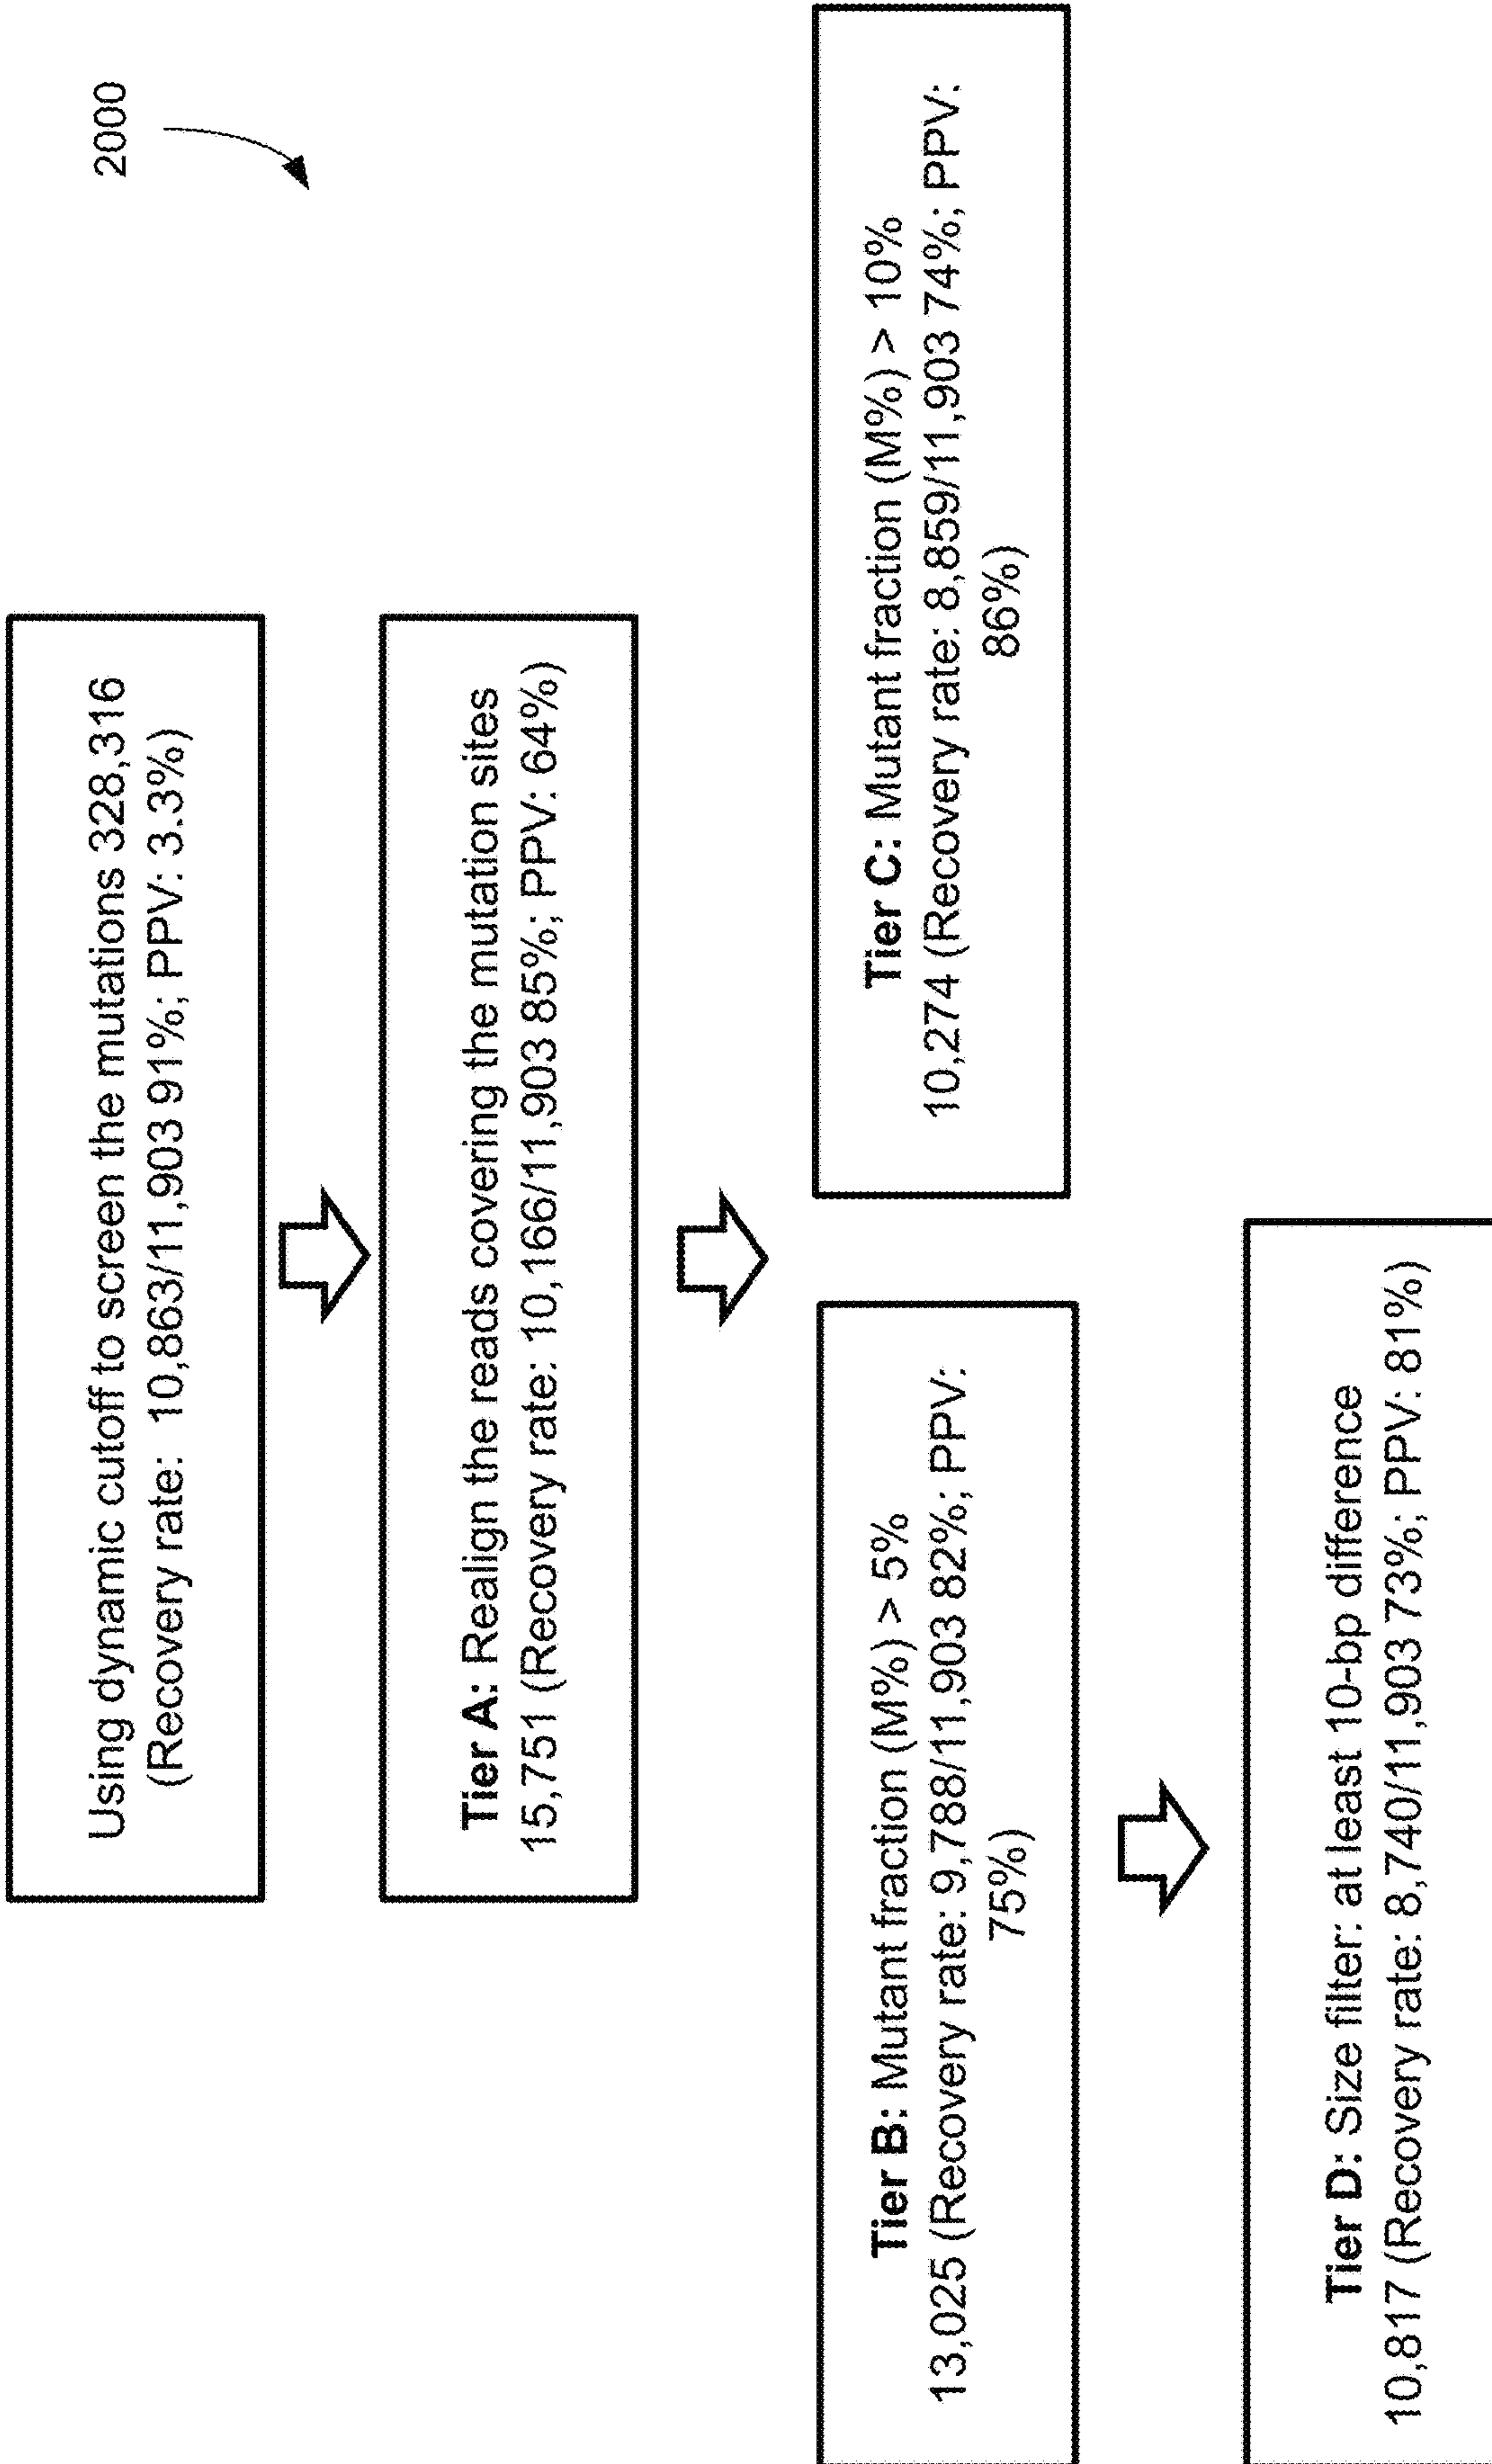 2000
Using dynamic cutoff to screen the mutations 328,316
(Recovery rate: 10,863/11,903 91%; PPV: 3.3%)
Tier A: Realign the reads covering the mutation sites
15,751 (Recovery rate: 10,166/11,903 85%; PPV: 64%)
Tier B: Mutant fraction (M%) > 5%
13,025 (Recovery rate: 9,788/11,903 82%; PPV:
75%)
Tier C: Mutant fraction (M%) > 10%
10,274 (Recovery rate: 8,859/11,903 74%; PPV:
86%)
Tier D: Size filter: at least 10-bp difference
10,817 (Recovery rate: 8,740/11,903 73%; PPV: 81%)